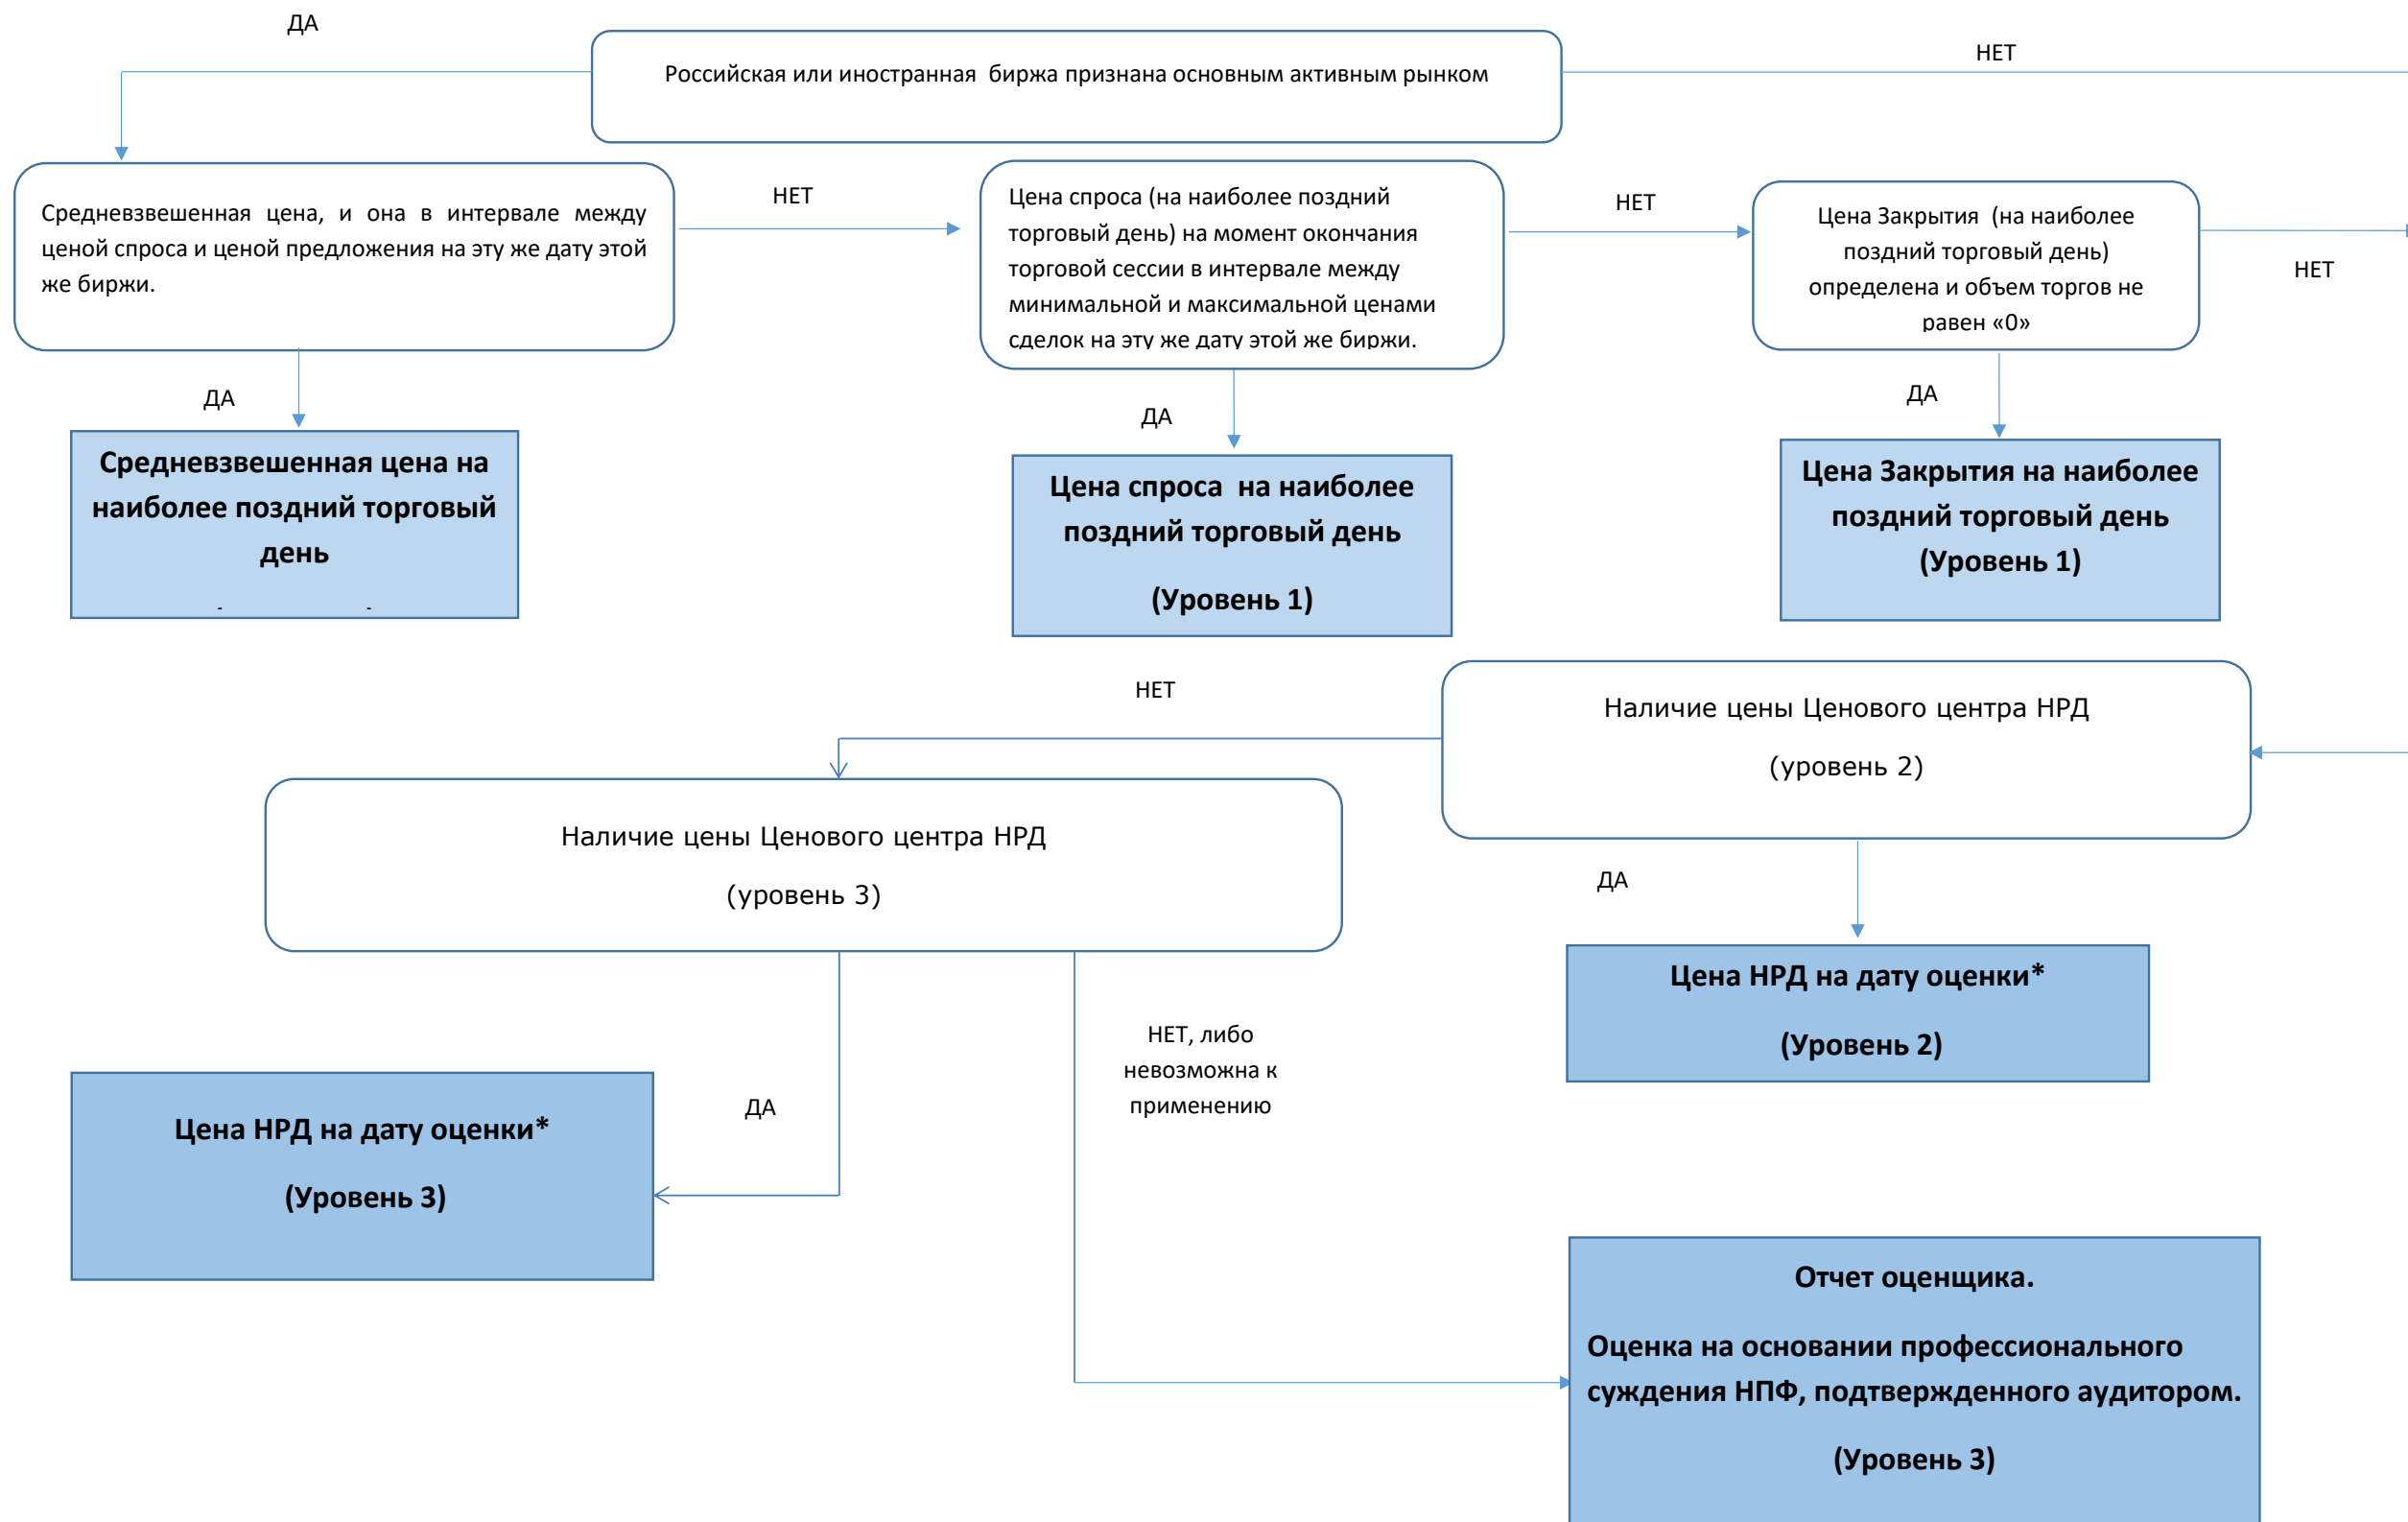 ДА
НЕТ
Российская или иностранная биржа признана основным активным рынком
Средневзвешенная цена, и она в интервале между
ценой спроса и ценой предложения на эту же дату этой
же биржи.
НЕТ
Цена спроса (на наиболее поздний
торговый день) на момент окончания
торговой сессии в интервале между
минимальной и максимальной ценами
сделок на эту же дату этой же биржи.
НЕТ
Цена Закрытия (на наиболее
поздний торговый день)
определена и объем торгов не
равен «0»
НЕТ
ДА
ДА
ДА
Средневзвешенная цена на
наиболее поздний торговый
день
Цена спроса на наиболее
поздний торговый день
(Уровень 1)
Цена Закрытия на наиболее
поздний торговый день
(Уровень 1)
НЕТ
Наличие цены Ценового центра НРД
(уровень 2)
Наличие цены Ценового центра НРД
(уровень 3)
ДА
Цена НРД на дату оценки*
(Уровень 2)
НЕТ, либо
невозможна к
применению
ДА
Цена НРД на дату оценки*
(Уровень 3)
Отчет оценщика.
Оценка на основании профессионального
суждения НПФ, подтвержденного аудитором.
(Уровень 3)